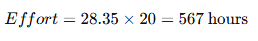 Effort = 28.35 × 20 = 567 hours